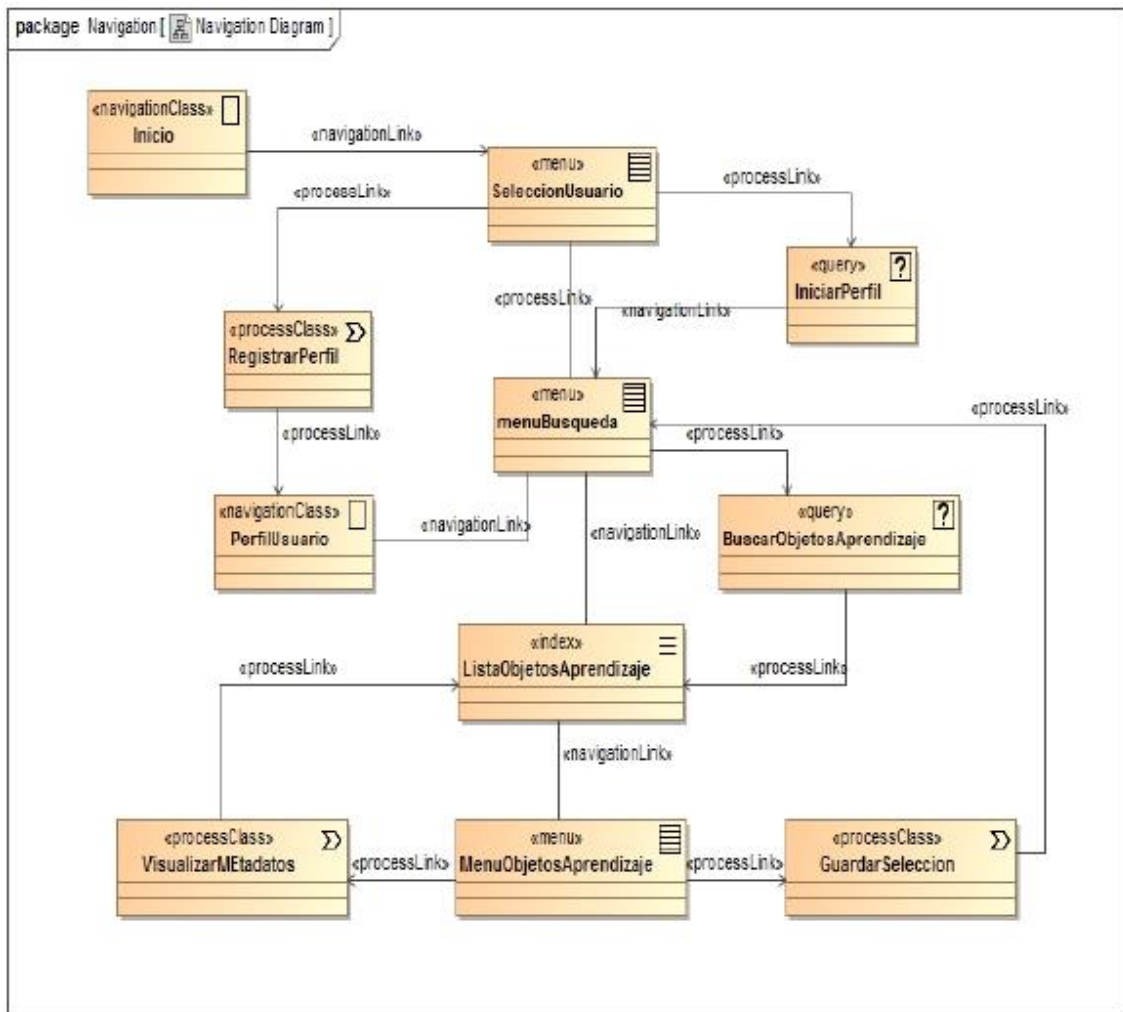 package Navigation [ Navigation Diagram ]
«navigationClass»
Inicio
«navigationLink»
«menu»
SeleccionUsuario
«processLink»
«processLink»
«query»
IniciarPerfil
«processLink»
«navigationLink»
«processClass»
RegistrarPerfil
«menu»
menuBusqueda
«processLink»
«processLink»
«processLink»
«navigationClass»
PerfilUsuario
«navigationLink»
«navigationLink»
«query»
BuscarObjetosAprendizaje
«index»
ListaObjetosAprendizaje
«processLink»
«processLink»
«navigationLink»
«processClass»
VisualizarMEtadatos
«processLink»
«menu»
MenuObjetosAprendizaje
«processLink»
«processClass»
GuardarSeleccion